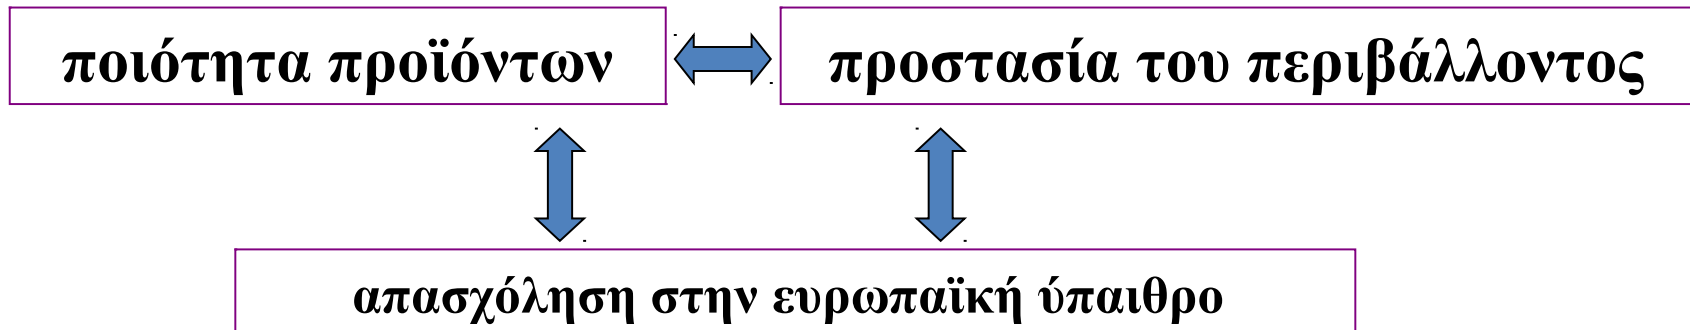 ποιότητα προϊόντων
προστασία του περιβάλλοντος
απασχόληση στην ευρωπαϊκή ύπαιθρο